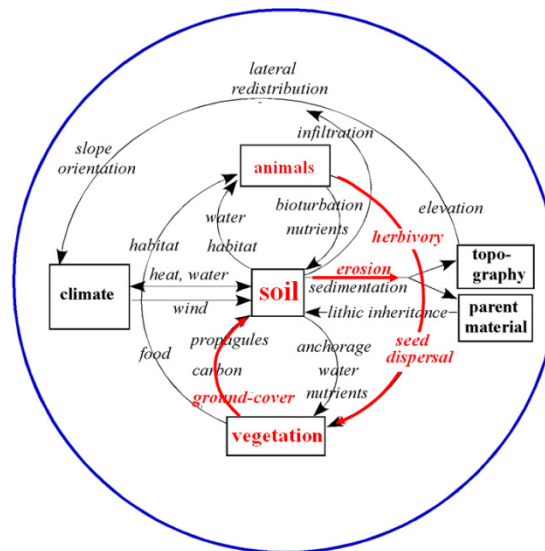 lateral
redistribution
slope
orientation
infiltration
animals
water
habitat
habitat
bioturbation
nutrients
elevation
herbivory
topo-
graphy
climate
heat, water
wind
soil
erosion
sedimentation
lithic inheritance
parent
material
food
propagules
carbon
ground-cover
anchorage
water
nutrients
seed
dispersal
vegetation